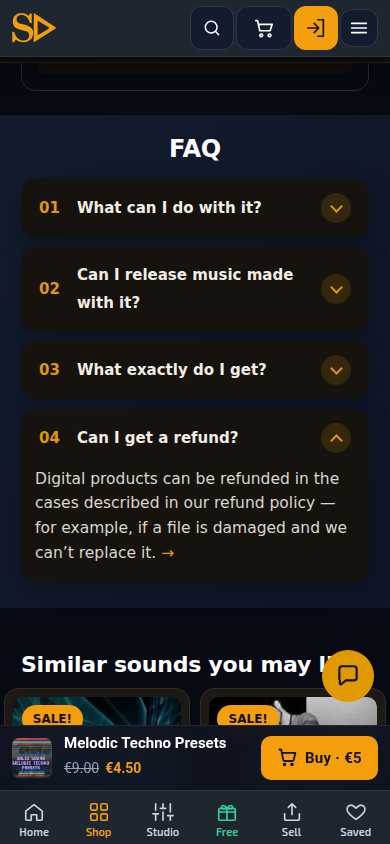 FAQ
01 What can I do with it?
02 Can I release music made
with it?
03 What exactly do I get?
04 Can I get a refund?
Digital products can be refunded in the
cases described in our refund policy —
for example, if a file is damaged and we
can’t replace it. →
Similar sounds you may
SALE!
SALE!
Melodic Techno Presets
€9.00 €4.50
Buy · €5
Home
Shop
Studio
Free
Sell
Saved